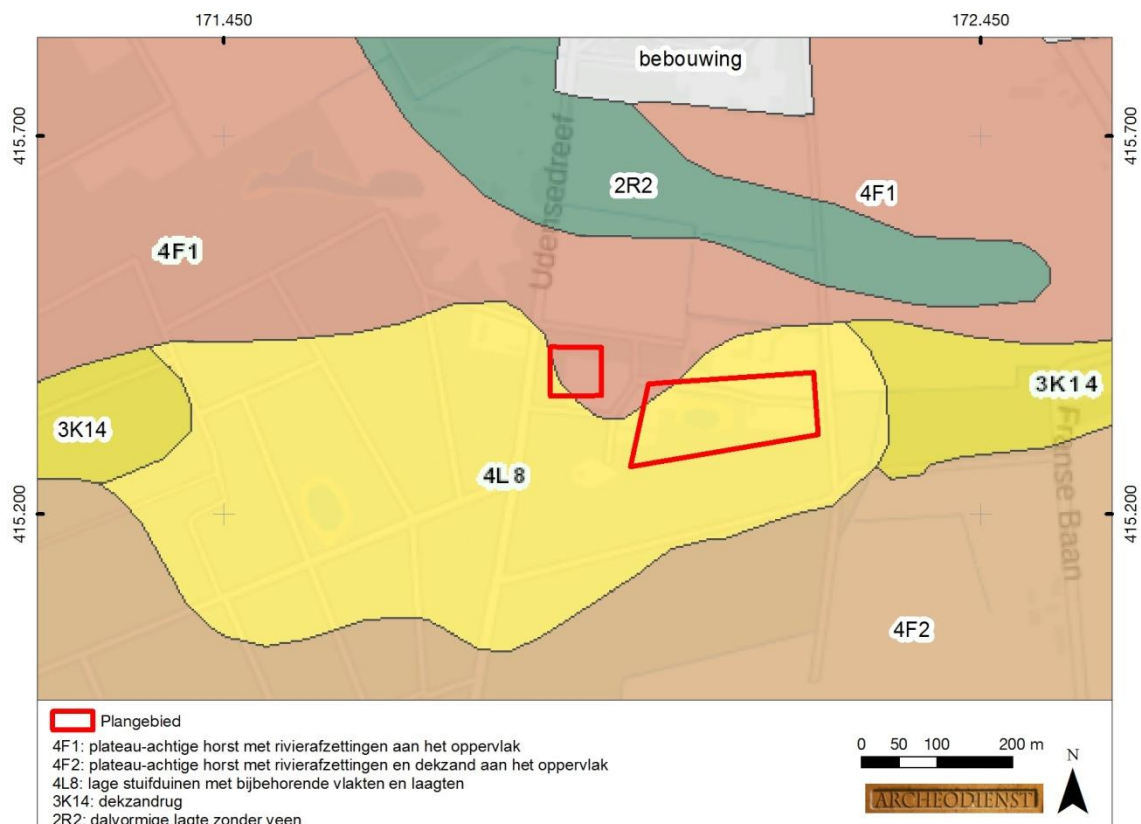 171.450
172.450
bebouwing
415.700
415.700
2R2
4F1
Udensedreef
4F1
3K14
3K14
4L8
Franse Baan
415.200
415.200
4F2
Plangebied
4F1: plateau-achtige horst met rivierafzettingen aan het oppervlak
4F2: plateau-achtige horst met rivierafzettingen en dekzand aan het oppervlak
4L8: lage stuifduinen met bijbehorende vlakten en laagten
3K14: dekzandrug
2R2: dalvormige lagte zonder veen
0 50 100 200 m
N
ARCHEODIENST